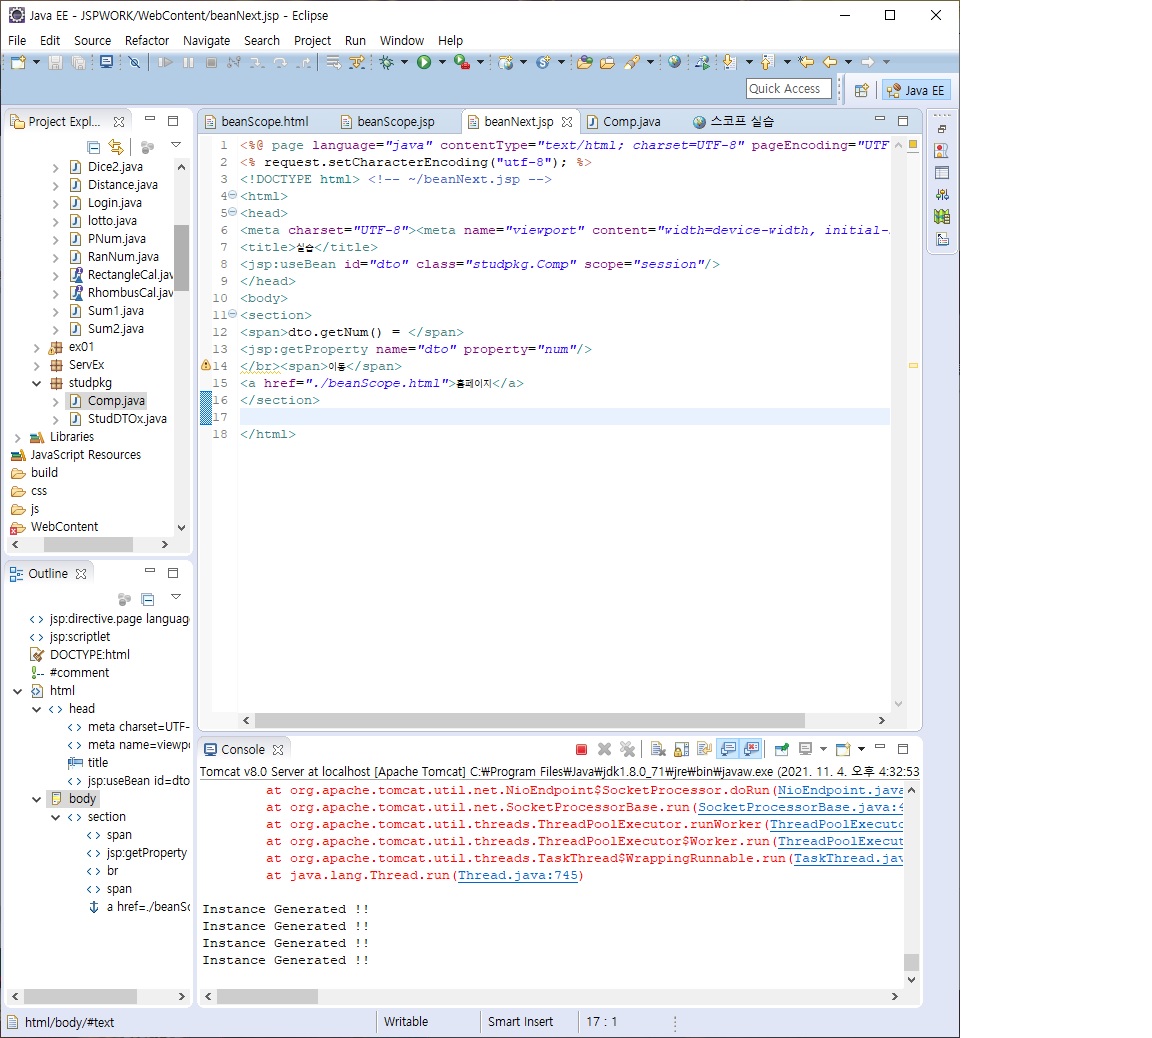 Java EE - JSPWORK/WebContent/beanNext.jsp - Eclipse
File Edit Source Refactor Navigate Search Project Run Window Help
Quick Access
Java EE
Project Expl...
Dice2.java
Distance.java
Login.java
lotto.java
PNum.java
RanNum.java
RectangleCal.jav
RhombusCal.jav
Sum1.java
Sum2.java
ex01
ServEx
studpkg
Comp.java
StudDTOx.java
Libraries
JavaScript Resources
build
css
js
WebContent
Outline
jsp:directive.page languag
jsp:scriptlet
DOCTYPE:html
#comment
html
head
meta charset=UTF-
meta name=viewpo
title
jsp:useBean id=dto
body
section
span
jsp:getProperty
br
span
a href=./beanSc
beanScope.html beanScope.jsp beanNext.jsp Comp.java 스코프 실습
1 <%@ page language="java" contentType="text/html; charset=UTF-8" pageEncoding="UTF
2 <% request.setCharacterEncoding("utf-8"); %>
3 <!DOCTYPE html> <!-- ~/beanNext.jsp -->
4 <html>
5 <head>
6 <meta charset="UTF-8"><meta name="viewport" content="width=device-width, initial-
7 <title>실습</title>
8 <jsp:useBean id="dto" class="studpkg.Comp" scope="session"/>
9 </head>
10 <body>
11 <section>
12 <span>dto.getNum() = </span>
13 <jsp:getProperty name="dto" property="num"/>
14 </br><span>이동</span>
15 <a href="./beanScope.html">홈페이지</a>
16 </section>
17
18 </html>
Console
Tomcat v8.0 Server at localhost [Apache Tomcat] C:₩Program Files₩Java₩jdk1.8.0_71₩jre₩bin₩javaw.exe (2021. 11. 4. 오후 4:32:53
at org.apache.tomcat.util.net.NioEndpoint$SocketProcessor.doRun(NioEndpoint.java
at org.apache.tomcat.util.net.SocketProcessorBase.run(SocketProcessorBase.java:4
at org.apache.tomcat.util.threads.ThreadPoolExecutor.runWorker(ThreadPoolExecuto
at org.apache.tomcat.util.threads.ThreadPoolExecutor$Worker.run(ThreadPoolExecut
at org.apache.tomcat.util.threads.TaskThread$WrappingRunnable.run(TaskThread.jav
at java.lang.Thread.run(Thread.java:745)
Instance Generated !!
Instance Generated !!
Instance Generated !!
Instance Generated !!
html/body/#text Writable Smart Insert 17 : 1